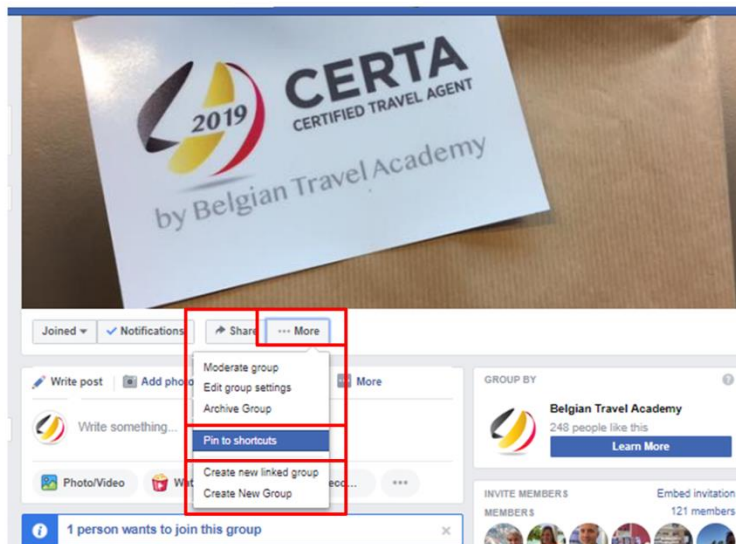 2019
CERTA
CERTIFIED TRAVEL AGENT
by Belgian Travel Academy
Joined
Notifications
Share
More
Moderate group
Edit group settings
Archive Group
Pin to shortcuts
Create new linked group
Create New Group
Write post
Add photo
More
Write something...
Photo/Video
1 person wants to join this group
GROUP BY
Belgian Travel Academy
248 people like this
Learn More
INVITE MEMBERS
Embed invitation
MEMBERS
121 members